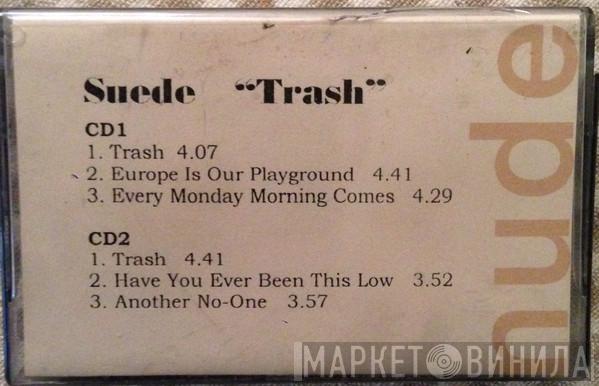 Suede "Trash"
CD1
1. Trash 4.07
2. Europe Is Our Playground 4.41
3. Every Monday Morning Comes 4.29
CD2
1. Trash 4.41
2. Have You Ever Been This Low 3.52
3. Another No-One 3.57
nude
МАРКЕТ ВИНИЛА